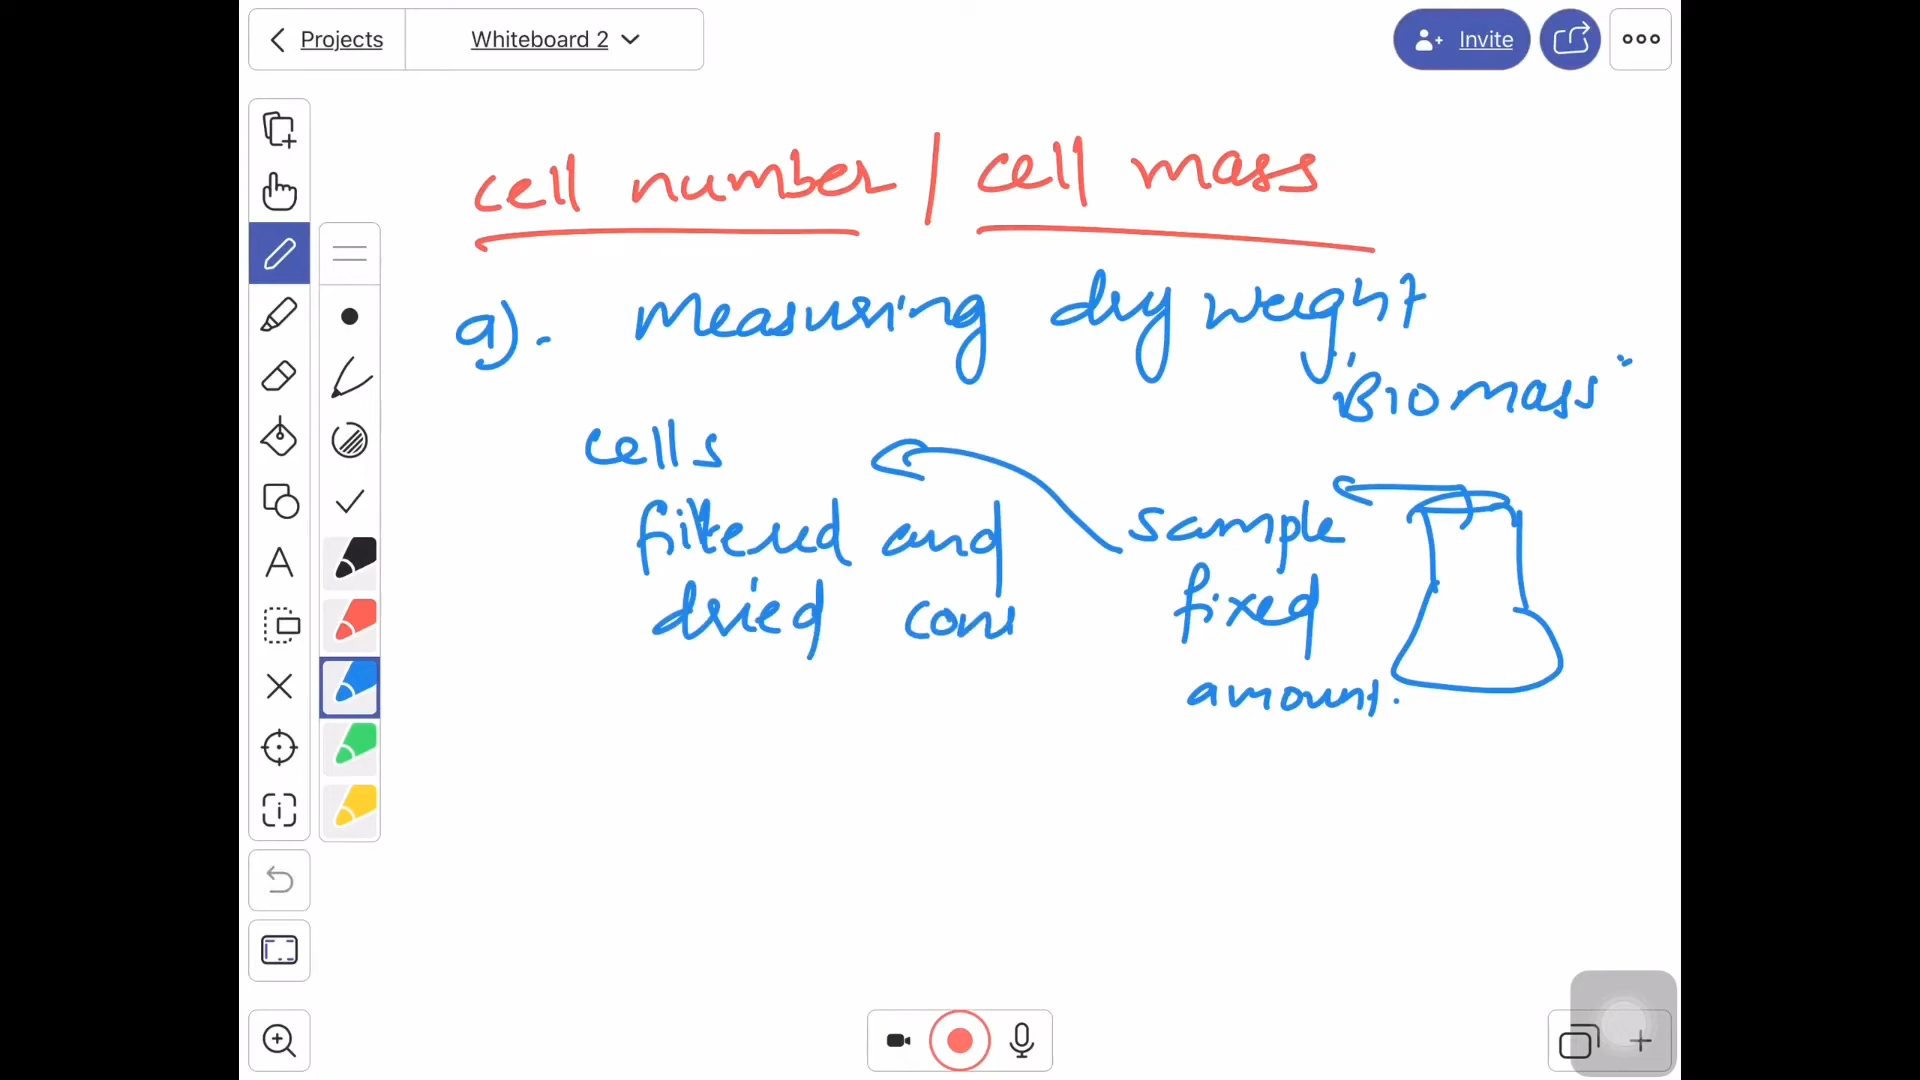 Projects
Whiteboard 2
Invite
cell number / cell mass
a). Measuring dry weight
"Biomass"
cells
filtered and
dried cons
sample
fixed
amount.